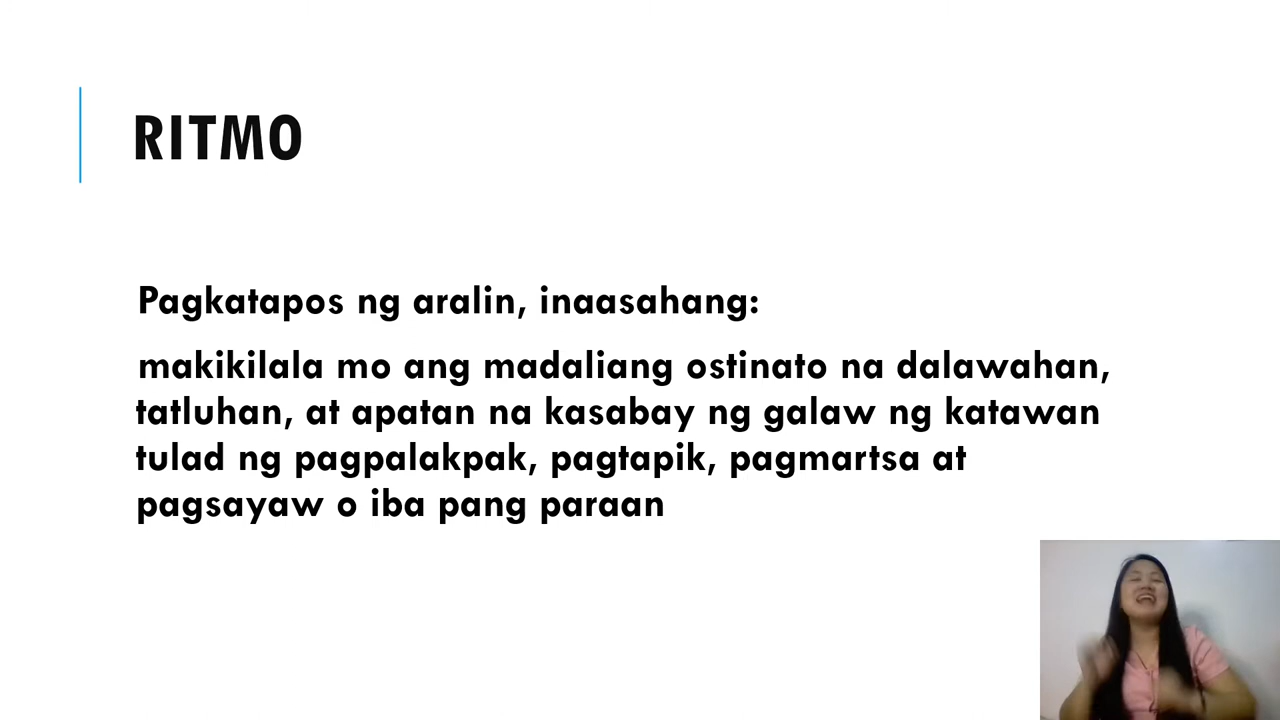 RITMO
Pagkatapos ng aralin, inaasahang:
makikilala mo ang madaliang ostinato na dalawahan,
tatluhan, at apatan na kasabay ng galaw ng katawan
tulad ng pagpalakpak, pagtapik, pagmartsa at
pagsayaw o iba pang paraan